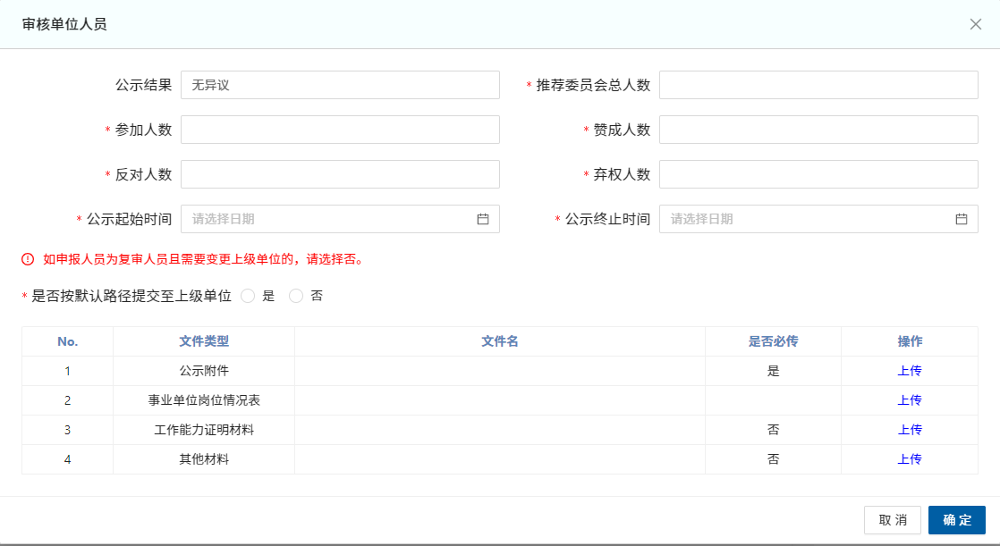 审核单位人员
公示结果 无异议 * 推荐委员会总人数
* 参加人数 * 赞成人数
* 反对人数 * 弃权人数
* 公示起始时间 请选择日期 * 公示终止时间 请选择日期
如申报人员为复审人员且需要变更上级单位的，请选择否。
* 是否按默认路径提交至上级单位 是 否
No. 文件类型 文件名 是否必传 操作
1 公示附件 是 上传
2 事业单位岗位情况表 上传
3 工作能力证明材料 否 上传
4 其他材料 否 上传
取消 确定